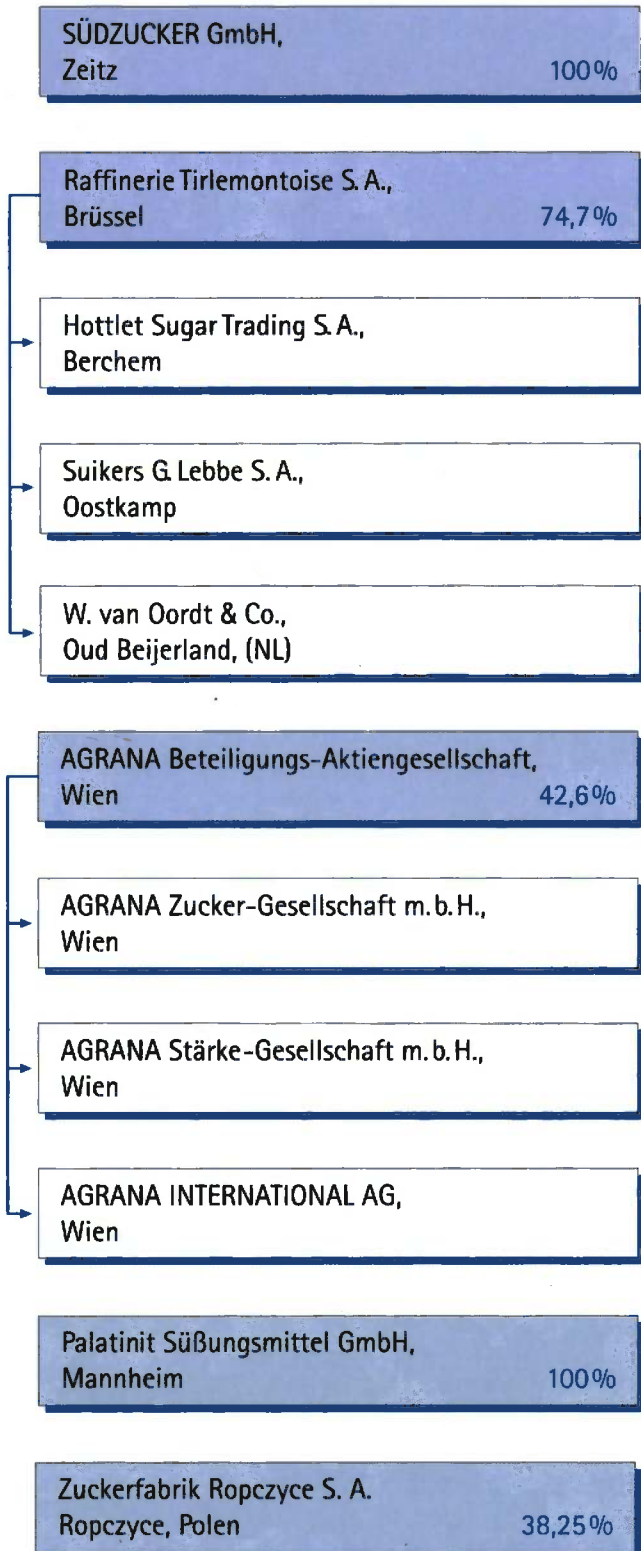 SÜDZUCKER GmbH,
Zeitz 100%
Raffinerie Tirlemontoise S. A.,
Brüssel 74,7%
Hottlet Sugar Trading S. A.,
Berchem
Suikers G. Lebbe S. A.,
Oostkamp
W. van Oordt & Co.,
Oud Beijerland, (NL)
AGRANA Beteiligungs-Aktiengesellschaft,
Wien 42,6%
AGRANA Zucker-Gesellschaft m. b. H.,
Wien
AGRANA Stärke-Gesellschaft m. b. H.,
Wien
AGRANA INTERNATIONAL AG,
Wien
Palatinit Süßungsmittel GmbH,
Mannheim 100%
Zuckerfabrik Ropczyce S. A.
Ropczyce, Polen 38,25%